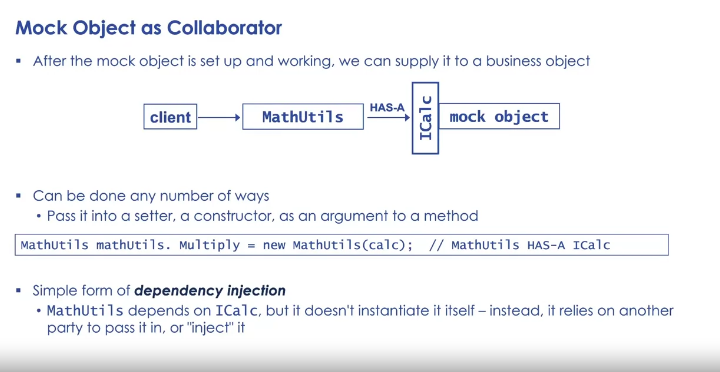 Mock Object as Collaborator
▪ After the mock object is set up and working, we can supply it to a business object
client
MathUtils
HAS-A
ICalc
mock object
▪ Can be done any number of ways
• Pass it into a setter, a constructor, as an argument to a method
MathUtils mathUtils. Multiply = new MathUtils(calc);  // MathUtils HAS-A ICalc
▪ Simple form of dependency injection
• MathUtils depends on ICalc, but it doesn't instantiate it itself – instead, it relies on another
party to pass it in, or "inject" it